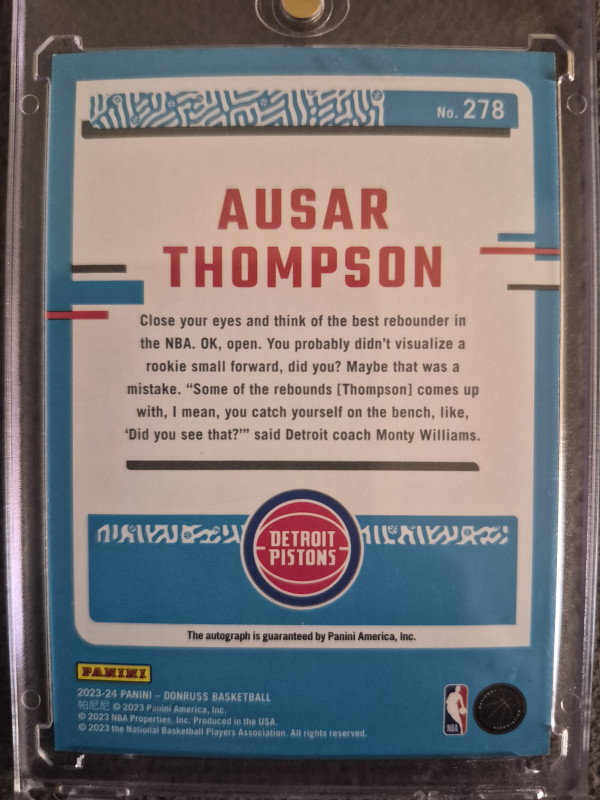 No. 278
AUSAR
THOMPSON
Close your eyes and think of the best rebounder in
the NBA. OK, open. You probably didn't visualize a
rookie small forward, did you? Maybe that was a
mistake. “Some of the rebounds [Thompson] comes up
with, I mean, you catch yourself on the bench, like,
‘Did you see that?’” said Detroit coach Monty Williams.
DETROIT
PISTONS
The autograph is guaranteed by Panini America, Inc.
PANINI
2023-24 PANINI – DONRUSS BASKETBALL
帕尼尼 © 2023 Panini America, Inc.
© 2023 NBA Properties, Inc. Produced in the USA.
© 2023 the National Basketball Players Association. All rights reserved.
NBA